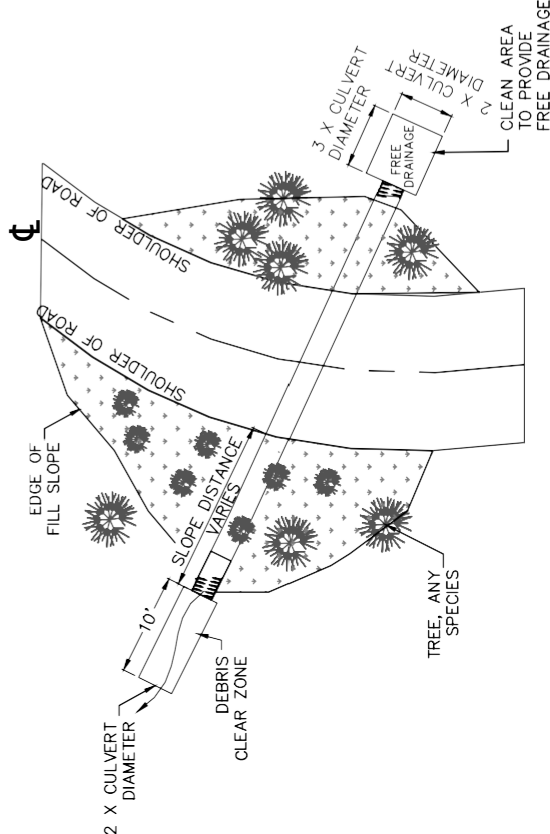 ℄
SHOULDER OF ROAD
SHOULDER OF ROAD
EDGE OF
FILL SLOPE
SLOPE DISTANCE
VARIES
10'
2 X CULVERT
DIAMETER
DEBRIS
CLEAR ZONE
TREE, ANY
SPECIES
3 X CULVERT
DIAMETER
2 X CULVERT
DIAMETER
FREE
DRAINAGE
CLEAN AREA
TO PROVIDE
FREE DRAINAGE